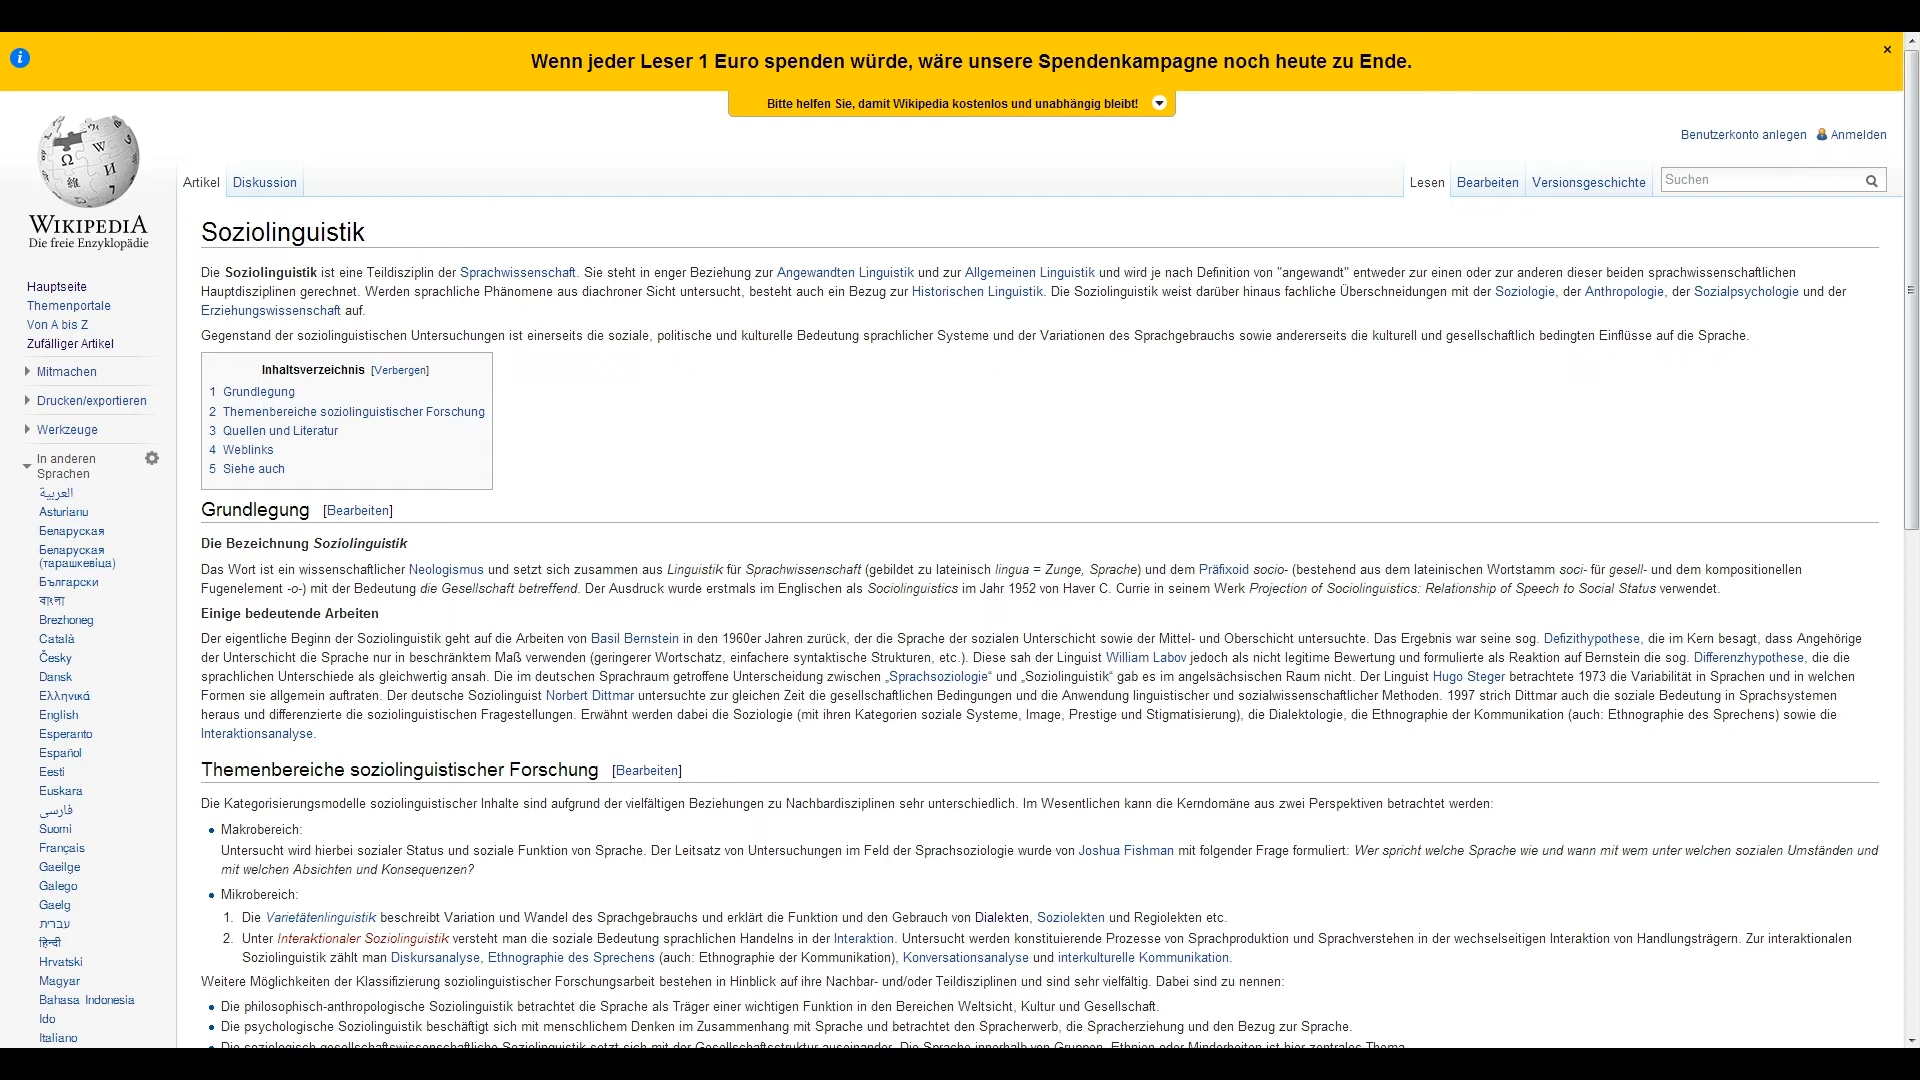 Wenn jeder Leser 1 Euro spenden würde, wäre unsere Spendenkampagne noch heute zu Ende.
Bitte helfen Sie, damit Wikipedia kostenlos und unabhängig bleibt!
Benutzerkonto anlegen Anmelden
WIKIPEDIA
Die freie Enzyklopädie
Artikel Diskussion Lesen Bearbeiten Versionsgeschichte Suchen
Hauptseite
Themenportale
Von A bis Z
Zufälliger Artikel
Mitmachen
Drucken/exportieren
Werkzeuge
In anderen
Sprachen
العربية
Asturianu
Беларуская
Беларуская
(тарашкевіца)
Български
বাংলা
Brezhoneg
Català
Česky
Dansk
Ελληνικά
English
Esperanto
Español
Eesti
Euskara
فارسی
Suomi
Français
Gaeilge
Galego
Gaelg
עברית
हिन्दी
Hrvatski
Magyar
Bahasa Indonesia
Ido
Italiano
Soziolinguistik
Die Soziolinguistik ist eine Teildisziplin der Sprachwissenschaft. Sie steht in enger Beziehung zur Angewandten Linguistik und zur Allgemeinen Linguistik und wird je nach Definition von "angewandt" entweder zur einen oder zur anderen dieser beiden sprachwissenschaftlichen
Hauptdisziplinen gerechnet. Werden sprachliche Phänomene aus diachroner Sicht untersucht, besteht auch ein Bezug zur Historischen Linguistik. Die Soziolinguistik weist darüber hinaus fachliche Überschneidungen mit der Soziologie, der Anthropologie, der Sozialpsychologie und der
Erziehungswissenschaft auf.
Gegenstand der soziolinguistischen Untersuchungen ist einerseits die soziale, politische und kulturelle Bedeutung sprachlicher Systeme und der Variationen des Sprachgebrauchs sowie andererseits die kulturell und gesellschaftlich bedingten Einflüsse auf die Sprache.
Inhaltsverzeichnis [Verbergen]
1 Grundlegung
2 Themenbereiche soziolinguistischer Forschung
3 Quellen und Literatur
4 Weblinks
5 Siehe auch
Grundlegung [Bearbeiten]
Die Bezeichnung Soziolinguistik
Das Wort ist ein wissenschaftlicher Neologismus und setzt sich zusammen aus Linguistik für Sprachwissenschaft (gebildet zu lateinisch lingua = Zunge, Sprache) und dem Präfixoid socio- (bestehend aus dem lateinischen Wortstamm soci- für gesell- und dem kompositionellen
Fugenelement -o-) mit der Bedeutung die Gesellschaft betreffend. Der Ausdruck wurde erstmals im Englischen als Sociolinguistics im Jahr 1952 von Haver C. Currie in seinem Werk Projection of Sociolinguistics: Relationship of Speech to Social Status verwendet.
Einige bedeutende Arbeiten
Der eigentliche Beginn der Soziolinguistik geht auf die Arbeiten von Basil Bernstein in den 1960er Jahren zurück, der die Sprache der sozialen Unterschicht sowie der Mittel- und Oberschicht untersuchte. Das Ergebnis war seine sog. Defizithypothese, die im Kern besagt, dass Angehörige
der Unterschicht die Sprache nur in beschränktem Maß verwenden (geringerer Wortschatz, einfachere syntaktische Strukturen, etc.). Diese sah der Linguist William Labov jedoch als nicht legitime Bewertung und formulierte als Reaktion auf Bernstein die sog. Differenzhypothese, die die
sprachlichen Unterschiede als gleichwertig ansah. Die im deutschen Sprachraum getroffene Unterscheidung zwischen „Sprachsoziologie“ und „Soziolinguistik“ gab es im angelsächsischen Raum nicht. Der Linguist Hugo Steger betrachtete 1973 die Variabilität in Sprachen und in welchen
Formen sie allgemein auftraten. Der deutsche Soziolinguist Norbert Dittmar untersuchte zur gleichen Zeit die gesellschaftlichen Bedingungen und die Anwendung linguistischer und sozialwissenschaftlicher Methoden. 1997 strich Dittmar auch die soziale Bedeutung in Sprachsystemen
heraus und differenzierte die soziolinguistischen Fragestellungen. Erwähnt werden dabei die Soziologie (mit ihren Kategorien soziale Systeme, Image, Prestige und Stigmatisierung), die Dialektologie, die Ethnographie der Kommunikation (auch: Ethnographie des Sprechens) sowie die
Interaktionsanalyse.
Themenbereiche soziolinguistischer Forschung [Bearbeiten]
Die Kategorisierungsmodelle soziolinguistischer Inhalte sind aufgrund der vielfältigen Beziehungen zu Nachbardisziplinen sehr unterschiedlich. Im Wesentlichen kann die Kerndomäne aus zwei Perspektiven betrachtet werden:
Makrobereich:
Untersucht wird hierbei sozialer Status und soziale Funktion von Sprache. Der Leitsatz von Untersuchungen im Feld der Sprachsoziologie wurde von Joshua Fishman mit folgender Frage formuliert: Wer spricht welche Sprache wie und wann mit wem unter welchen sozialen Umständen und
mit welchen Absichten und Konsequenzen?
Mikrobereich:
1. Die Varietätenlinguistik beschreibt Variation und Wandel des Sprachgebrauchs und erklärt die Funktion und den Gebrauch von Dialekten, Soziolekten und Regiolekten etc.
2. Unter Interaktionaler Soziolinguistik versteht man die soziale Bedeutung sprachlichen Handelns in der Interaktion. Untersucht werden konstituierende Prozesse von Sprachproduktion und Sprachverstehen in der wechselseitigen Interaktion von Handlungsträgern. Zur interaktionalen
Soziolinguistik zählt man Diskursanalyse, Ethnographie des Sprechens (auch: Ethnographie der Kommunikation), Konversationsanalyse und interkulturelle Kommunikation.
Weitere Möglichkeiten der Klassifizierung soziolinguistischer Forschungsarbeit bestehen in Hinblick auf ihre Nachbar- und/oder Teildisziplinen und sind sehr vielfältig. Dabei sind zu nennen:
Die philosophisch-anthropologische Soziolinguistik betrachtet die Sprache als Träger einer wichtigen Funktion in den Bereichen Weltsicht, Kultur und Gesellschaft.
Die psychologische Soziolinguistik beschäftigt sich mit menschlichem Denken im Zusammenhang mit Sprache und betrachtet den Spracherwerb, die Spracherziehung und den Bezug zur Sprache.
Die soziologisch gesellschaftswissenschaftliche Soziolinguistik setzt sich mit der Gesellschaftsstruktur auseinander. Die Sprache innerhalb von Gruppen, Ethnien oder Minderheiten ist hier zentrales Thema.